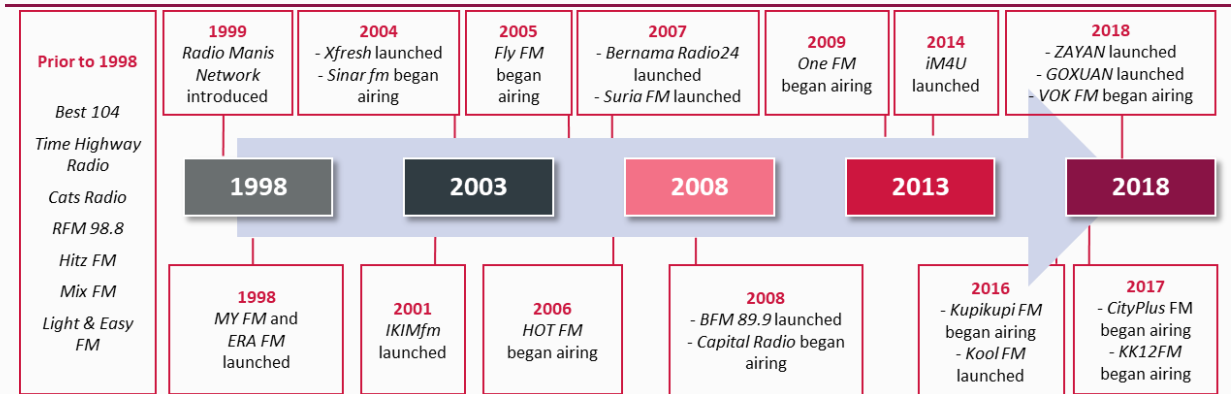 Prior to 1998
Best 104
Time Highway
Radio
Cats Radio
RFM 98.8
Hitz FM
Mix FM
Light & Easy
FM
1999
Radio Manis
Network
introduced
2004
- Xfresh launched
- Sinar fm began
airing
2005
Fly FM
began
airing
2007
- Bernama Radio24
launched
- Suria FM launched
2009
One FM
began airing
2014
iM4U
launched
2018
- ZAYAN launched
- GOXUAN launched
- VOK FM began airing
1998
2003
2008
2013
2018
1998
MY FM and
ERA FM
launched
2001
IKIMfm
launched
2006
HOT FM
began airing
2008
- BFM 89.9 launched
- Capital Radio began
airing
2016
- Kupikupi FM
began airing
- Kool FM
launched
2017
- CityPlus FM
began airing
- KK12FM
began airing